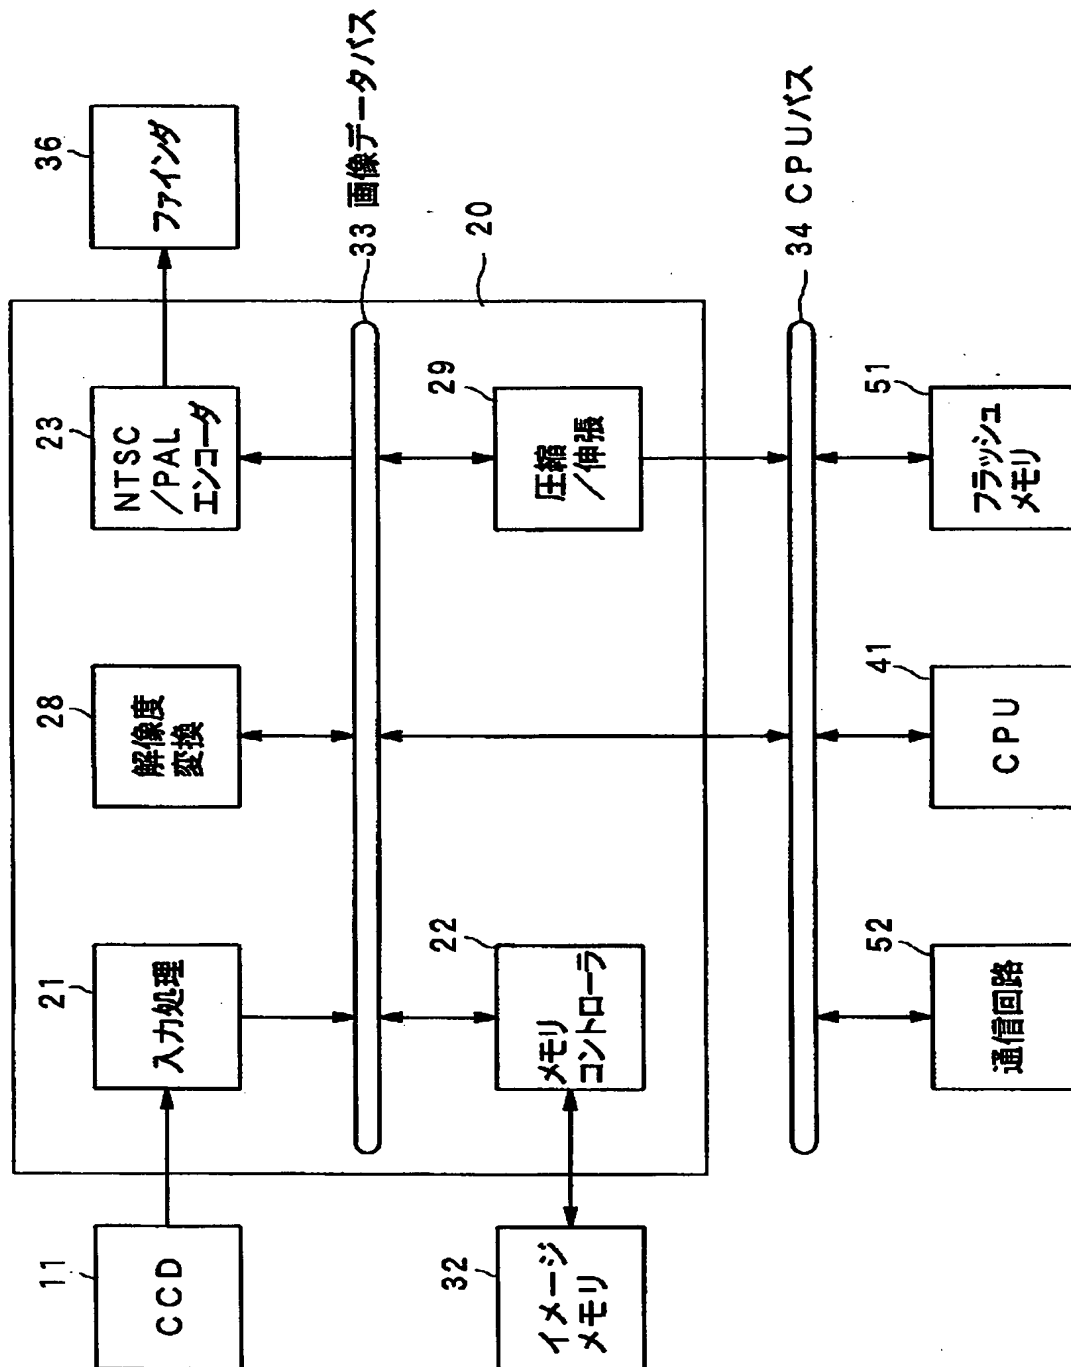 11
CCD
21
入力処理
28
解像度
変換
23
NTSC
／PAL
エンコーダ
36
ファインダ
33 画像データバス
20
32
イメージ
メモリ
22
メモリ
コントローラ
29
圧縮
／伸張
34 CPUバス
52
通信回路
41
CPU
51
フラッシュ
メモリ